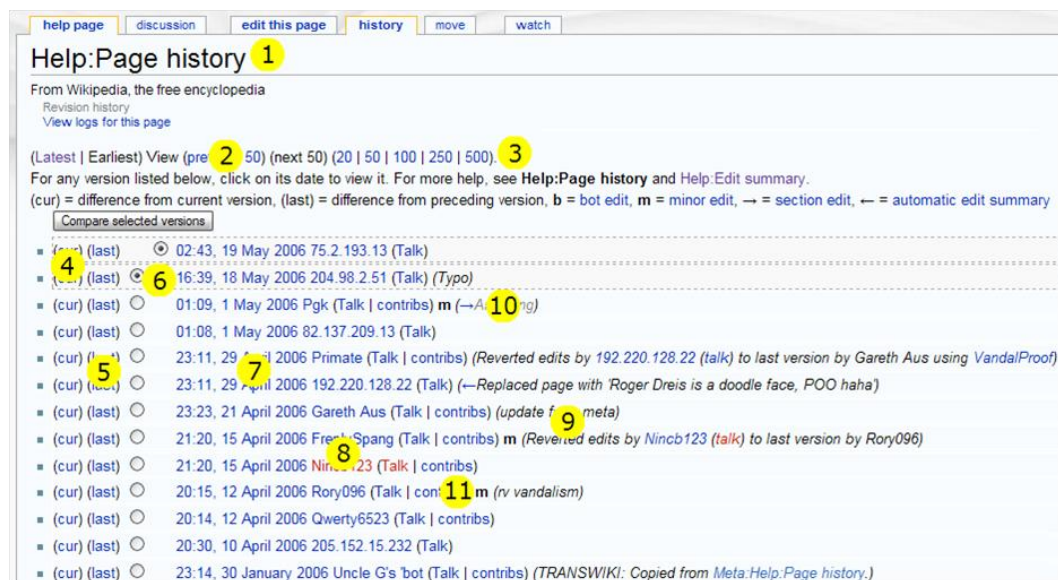 help page discussion edit this page history move watch
Help:Page history 1
From Wikipedia, the free encyclopedia
Revision history
View logs for this page
(Latest | Earliest) View 2 50) (next 50) (20 | 50 | 100 | 250 | 500). 3
For any version listed below, click on its date to view it. For more help, see Help:Page history and Help:Edit summary.
(cur) = difference from current version, (last) = difference from preceding version, b = bot edit, m = minor edit, → = section edit, ← = automatic edit summary
Compare selected versions
4 (last) 02:43, 19 May 2006 75.2.193.13 (Talk)
(last) 6 16:39, 18 May 2006 204.98.2.51 (Talk) (Typo)
(cur) (last) 01:09, 1 May 2006 Pgk (Talk | contribs) m (→ 10
(cur) (last) 01:08, 1 May 2006 82.137.209.13 (Talk)
(cur) (last) 23:11, 29 April 2006 Primate (Talk | contribs) (Reverted edits by 192.220.128.22 (talk) to last version by Gareth Aus using VandalProof)
(cur) 5 23:11, 29 7 April 2006 192.220.128.22 (Talk) (←Replaced page with 'Roger Dreis is a doodle face, POO haha')
(cur) (last) 23:23, 21 April 2006 Gareth Aus (Talk | contribs) (update 9 meta)
(cur) (last) 21:20, 15 April 2006 FreplySpang (Talk | contribs) m (Reverted edits by Nincb123 (talk) to last version by Rory096)
(cur) (last) 21:20, 15 April 2006 8 Nincb123 (Talk | contribs)
(cur) (last) 20:15, 12 April 2006 Rory096 (Talk | 11 m (rv vandalism)
(cur) (last) 20:14, 12 April 2006 Qwerty6523 (Talk | contribs)
(cur) (last) 20:30, 10 April 2006 205.152.15.232 (Talk)
(cur) (last) 23:14, 30 January 2006 Uncle G's 'bot (Talk | contribs) (TRANSWIKI: Copied from Meta:Help:Page history.)